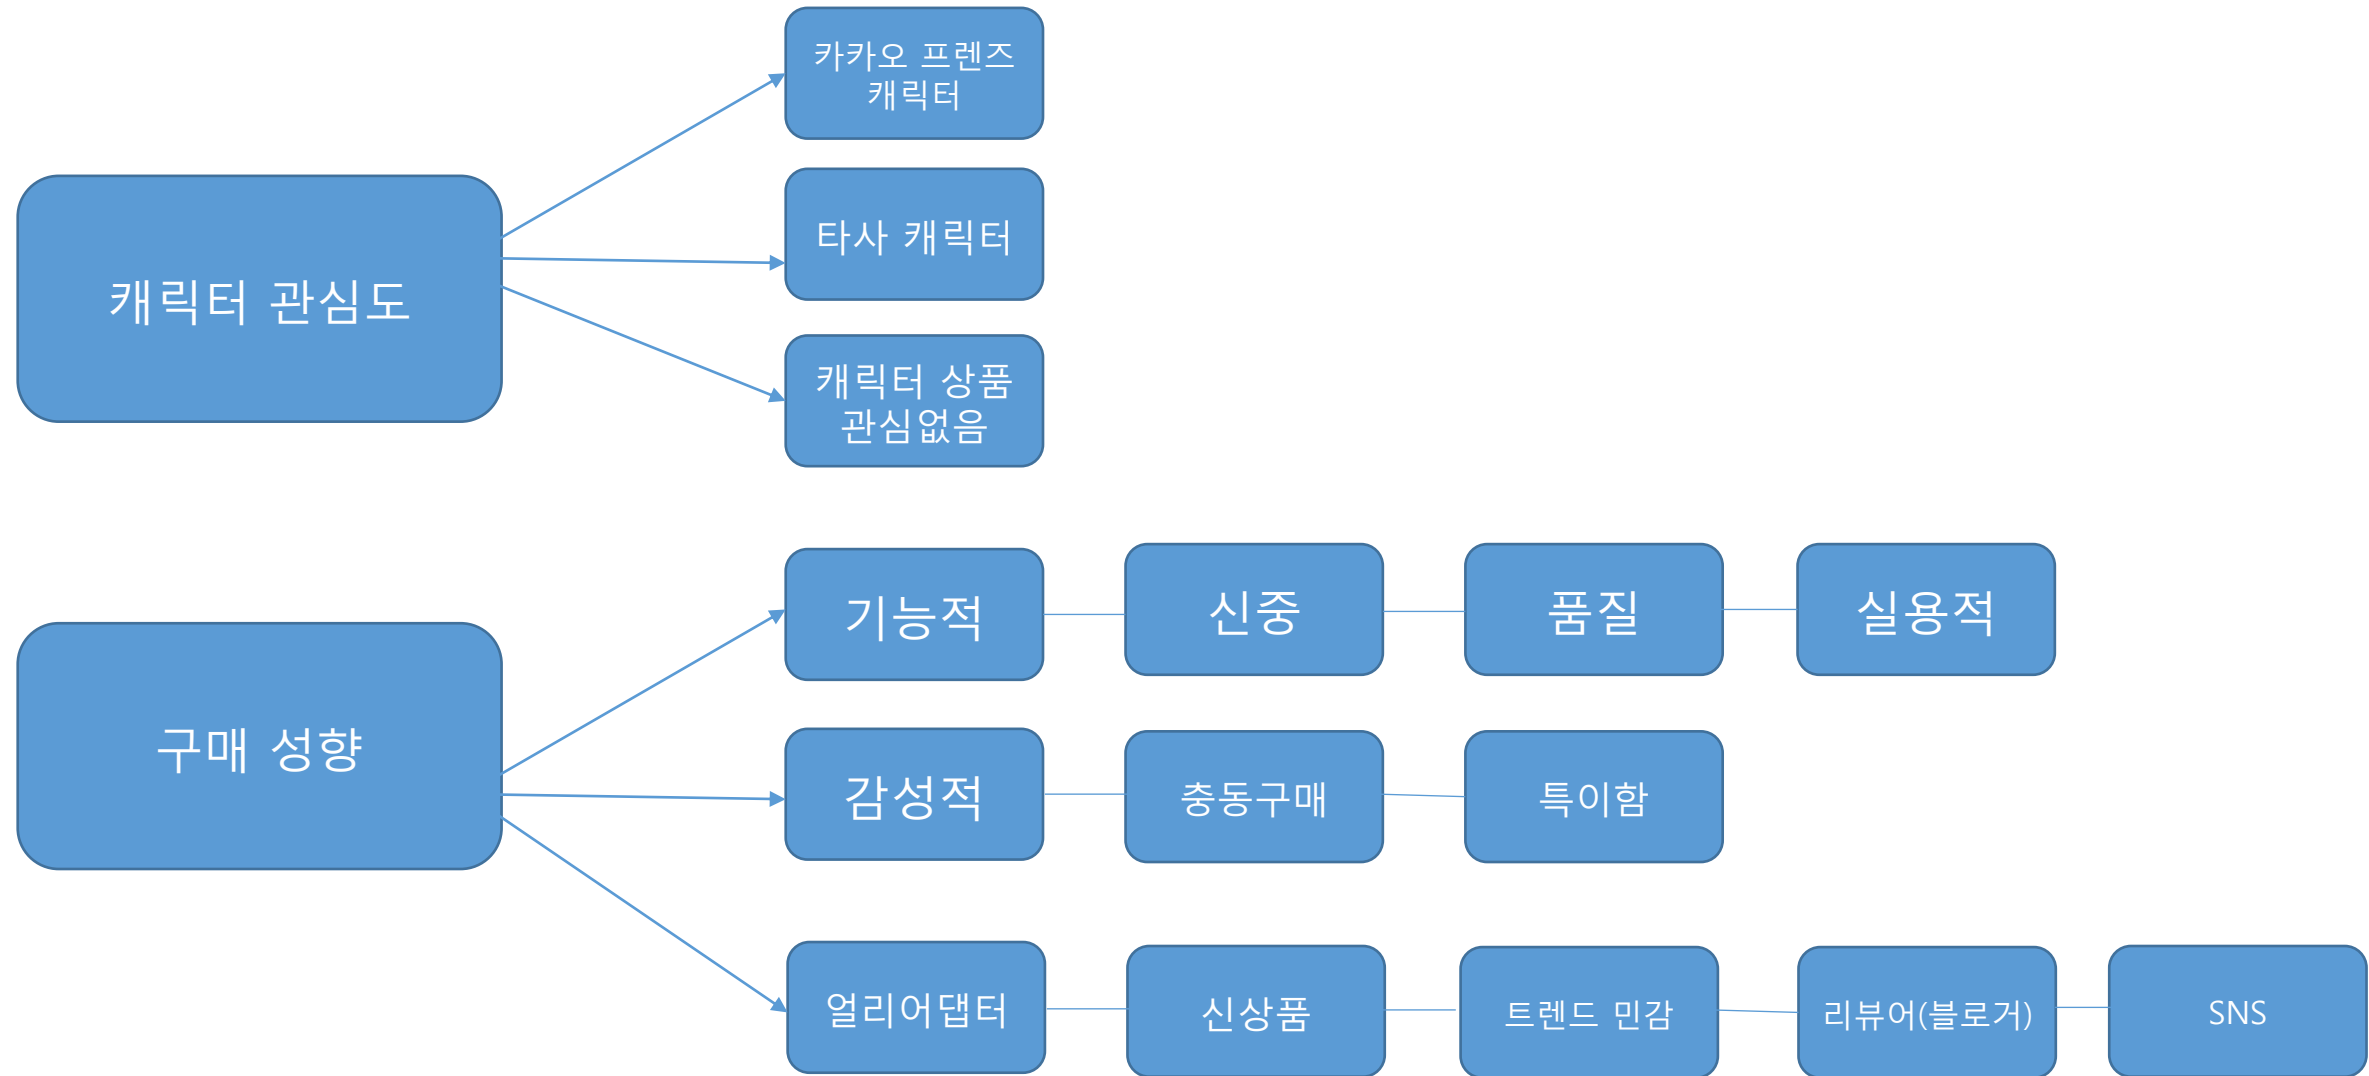 카카오 프렌즈
캐릭터
타사 캐릭터
캐릭터 관심도
캐릭터 상품
관심없음
기능적
신중
품질
실용적
구매 성향
감성적
충동구매
특이함
얼리어댑터
신상품
트렌드 민감
리뷰어(블로거)
SNS